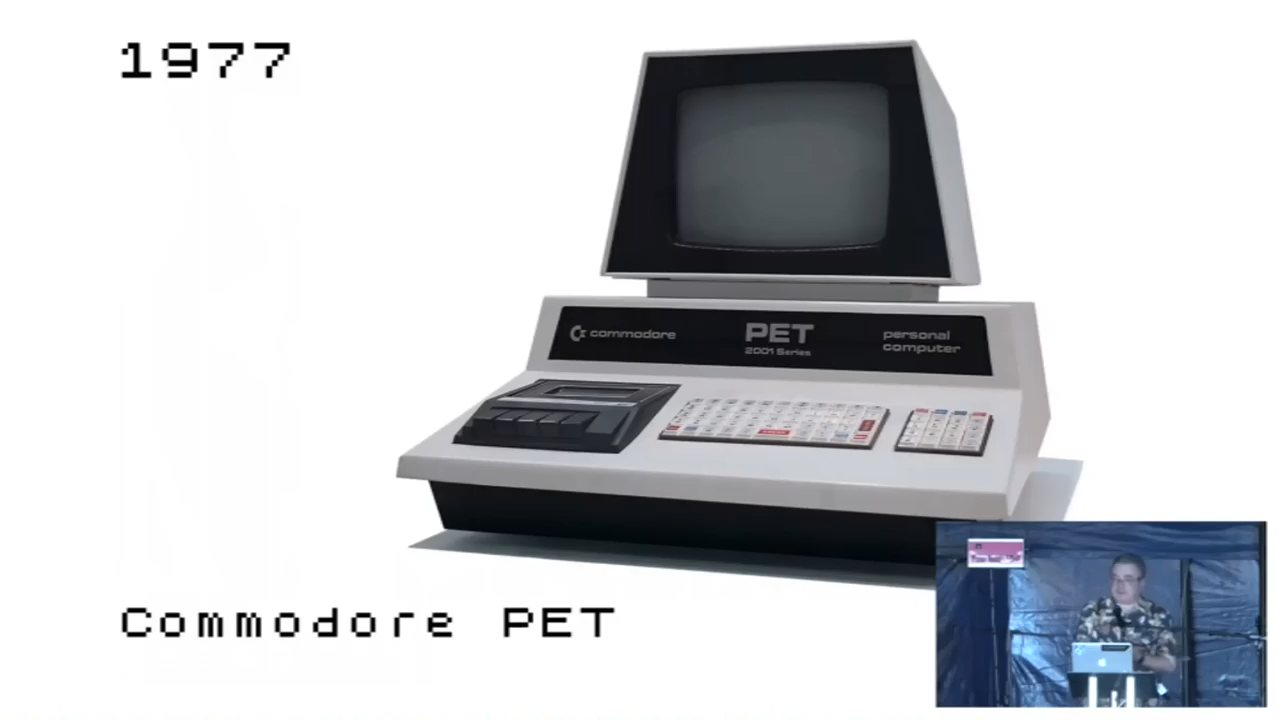 1977
commodore
PET
2001 Series
personal
computer
Commodore PET